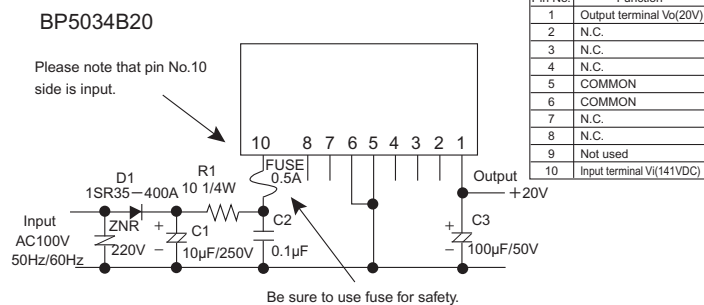 BP5034B20
Please note that pin No.10
side is input.
10 8 7 6 5 4 3 2 1
FUSE
0.5A
D1
1SR35－400A
R1
10 1/4W
Output
＋20V
Input
AC100V
50Hz/60Hz
ZNR
220V
+
C1
−
10µF/250V
C2
0.1µF
+
C3
−
100µF/50V
Be sure to use fuse for safety.
1 Output terminal Vo(20V)
2 N.C.
3 N.C.
4 N.C.
5 COMMON
6 COMMON
7 N.C.
8 N.C.
9 Not used
10 Input terminal Vi(141VDC)